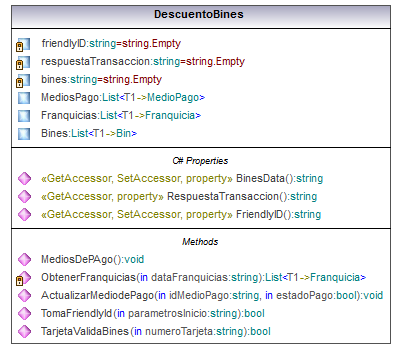 DescuentoBines
friendlyID:string=string.Empty
respuestaTransaccion:string=string.Empty
bines:string=string.Empty
MediosPago:List<T1->MedioPago>
Franquicias:List<T1->Franquicia>
Bines:List<T1->Bin>
C# Properties
«GetAccessor, SetAccessor, property» BinesData():string
«GetAccessor, property» RespuestaTransaccion():string
«GetAccessor, SetAccessor, property» FriendlyID():string
Methods
MediosDePAgo():void
ObtenerFranquicias(in dataFranquicias:string):List<T1->Franquicia>
ActualizarMediodePago(in idMedioPago:string, in estadoPago:bool):void
TomaFriendlyId(in parametrosInicio:string):bool
TarjetaValidaBines(in numeroTarjeta:string):bool